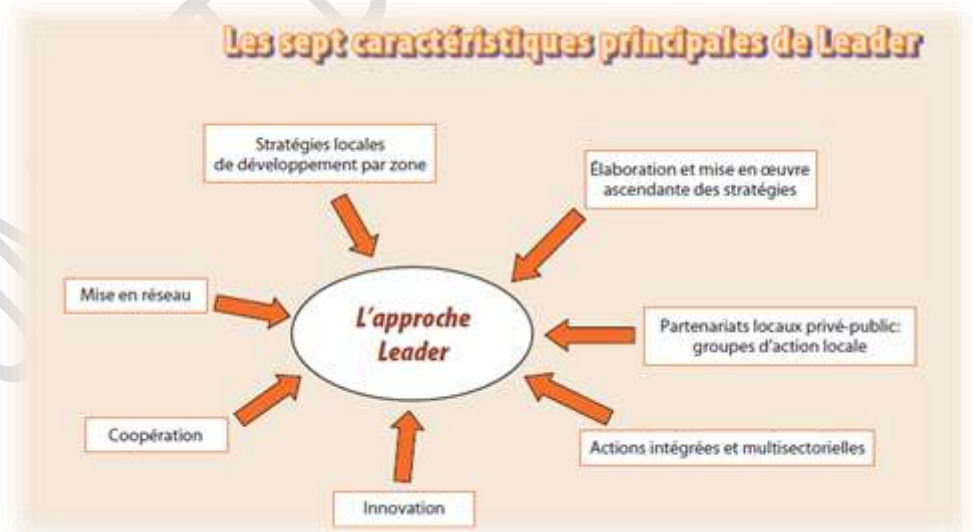 Les sept caractéristiques principales de Leader
Stratégies locales
de développement par zone
Élaboration et mise en œuvre
ascendante des stratégies
Mise en réseau
L'approche
Leader
Partenariats locaux privé-public:
groupes d'action locale
Coopération
Actions intégrées et multisectorielles
Innovation